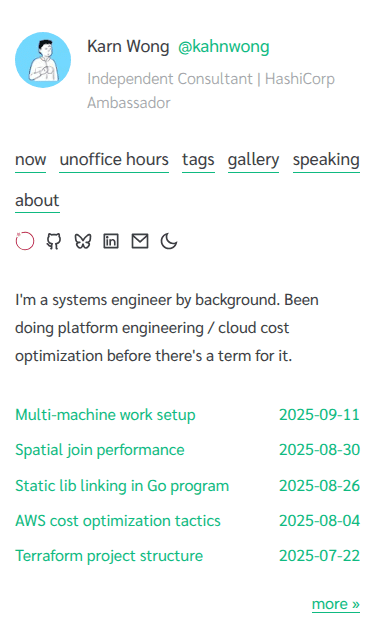 Karn Wong @kahnwong
Independent Consultant | HashiCorp
Ambassador
now unoffice hours tags gallery speaking
about
I'm a systems engineer by background. Been
doing platform engineering / cloud cost
optimization before there's a term for it.
Multi-machine work setup 2025-09-11
Spatial join performance 2025-08-30
Static lib linking in Go program 2025-08-26
AWS cost optimization tactics 2025-08-04
Terraform project structure 2025-07-22
more »